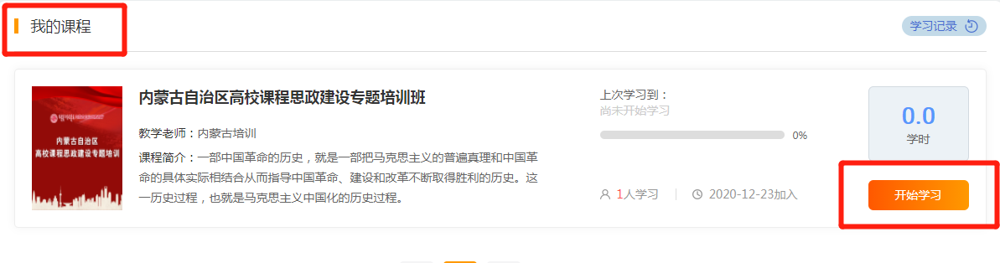 我的课程
学习记录
内蒙古自治区
高校课程思政建设专题培训
内蒙古自治区高校课程思政建设专题培训班
教学老师：内蒙古培训
课程简介：一部中国革命的历史，就是一部把马克思主义的普遍真理和中国革
命的具体实际相结合从而指导中国革命、建设和改革不断取得胜利的历史。这
一历史过程，也就是马克思主义中国化的历史过程。
上次学习到：
尚未开始学习
0%
1人学习
2020-12-23加入
0.0
学时
开始学习